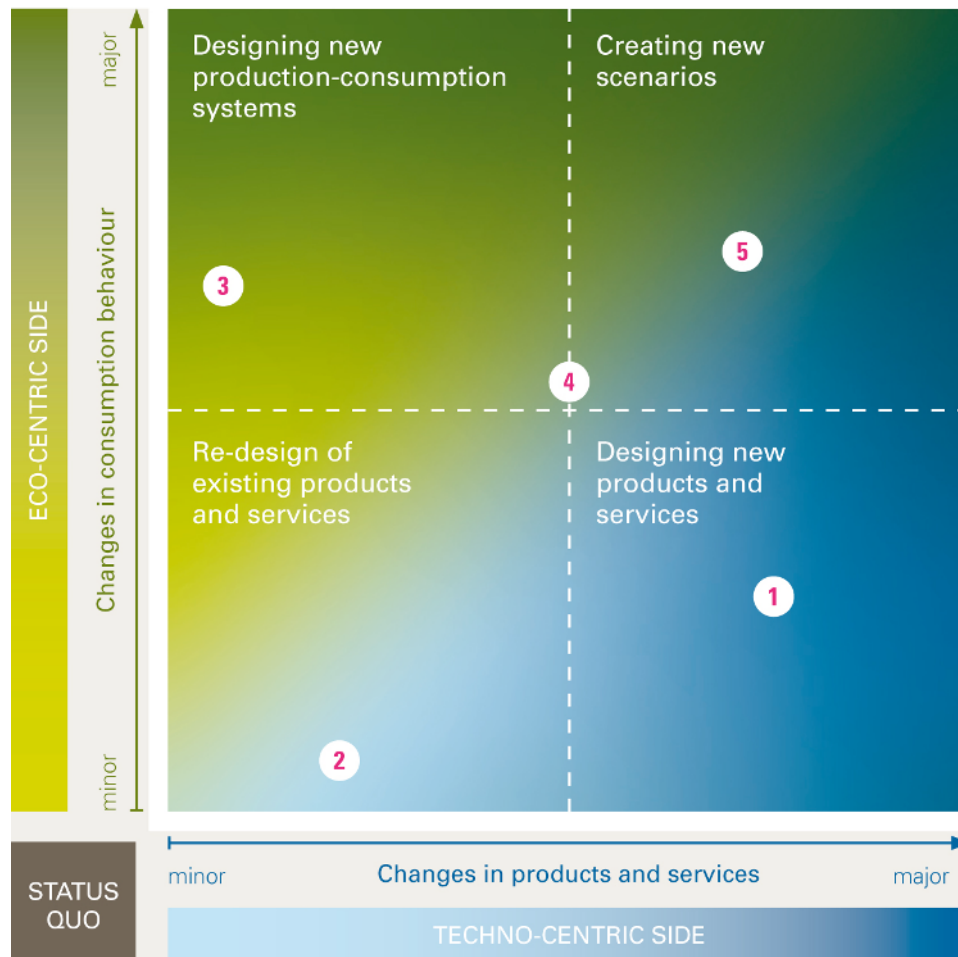 major
Designing new
production-consumption
systems
Creating new
scenarios
ECO-CENTRIC SIDE
Changes in consumption behaviour
3
5
4
Re-design of
existing products
and services
Designing new
products and
services
1
2
minor
STATUS
QUO
minor
Changes in products and services
major
TECHNO-CENTRIC SIDE